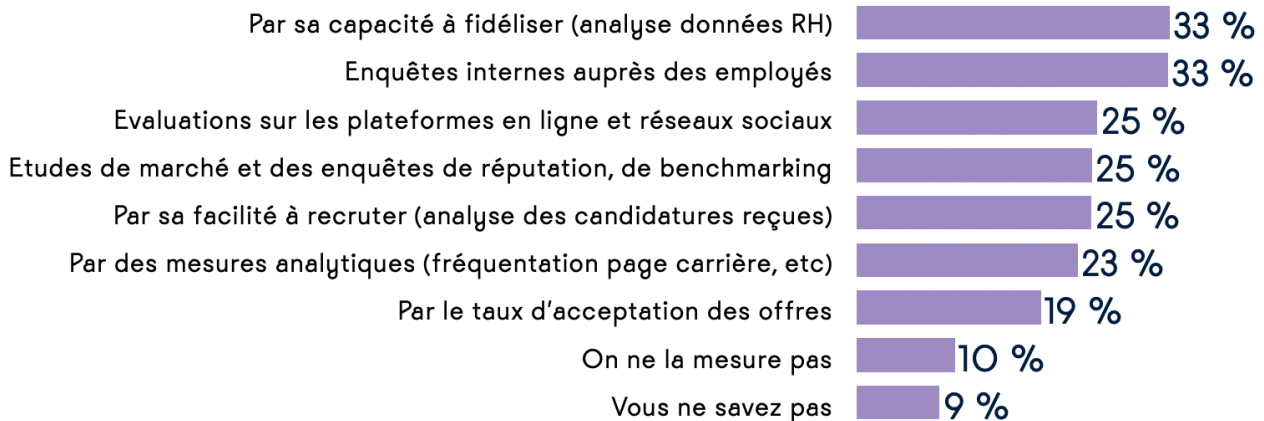 Par sa capacité à fidéliser (analyse données RH) 33 %
Enquêtes internes auprès des employés 33 %
Evaluations sur les plateformes en ligne et réseaux sociaux 25 %
Etudes de marché et des enquêtes de réputation, de benchmarking 25 %
Par sa facilité à recruter (analyse des candidatures reçues) 25 %
Par des mesures analytiques (fréquentation page carrière, etc) 23 %
Par le taux d'acceptation des offres 19 %
On ne la mesure pas 10 %
Vous ne savez pas 9 %